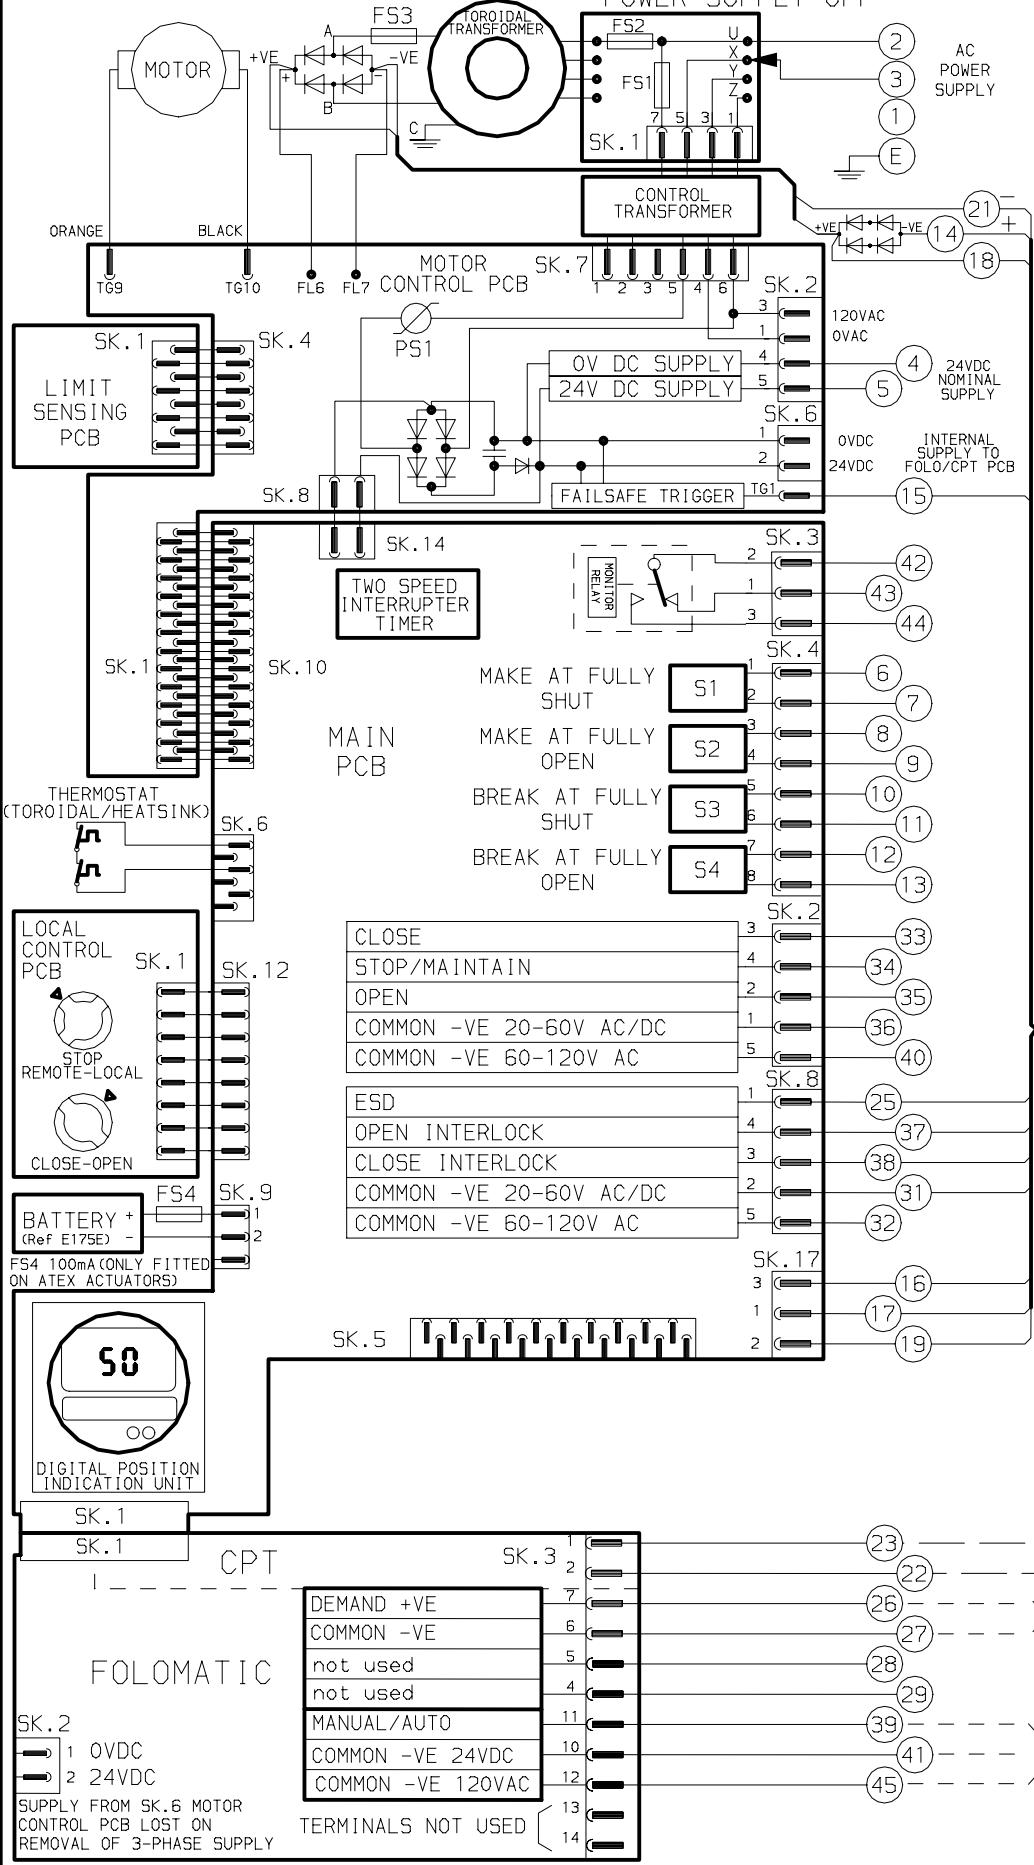 FS3
TOROIDAL
TRANSFORMER
FS2
U
2
AC
POWER
SUPPLY
MOTOR
A
+VE
-VE
+
-
B
C
FS1
X
Y
Z
3
1
E
7
5
3
1
SK.1
CONTROL
TRANSFORMER
21
-
+
+VE
-VE
14
18
ORANGE
BLACK
TG9
TG10
FL6
FL7
MOTOR
CONTROL PCB
SK.7
1
2
3
5
4
6
SK.2
3
120VAC
1
0VAC
PS1
0V DC SUPPLY
4
4
24V DC SUPPLY
5
5
24VDC
NOMINAL
SUPPLY
SK.1
SK.4
LIMIT
SENSING
PCB
SK.6
1
0VDC
2
24VDC
INTERNAL
SUPPLY TO
FOLO/CPT PCB
FAILSAFE TRIGGER
TG1
15
SK.8
SK.14
TWO SPEED
INTERRUPTER
TIMER
MONITOR
RELAY
SK.3
2
42
1
43
3
44
SK.1
SK.10
MAIN
PCB
SK.4
MAKE AT FULLY
SHUT
S1
1
6
2
7
MAKE AT FULLY
OPEN
S2
3
8
4
9
BREAK AT FULLY
SHUT
S3
5
10
6
11
BREAK AT FULLY
OPEN
S4
7
12
8
13
THERMOSTAT
(TOROIDAL/HEATSINK)
SK.6
LOCAL
CONTROL
PCB
SK.1
SK.12
STOP
REMOTE-LOCAL
CLOSE-OPEN
SK.2
CLOSE
3
33
STOP/MAINTAIN
4
34
OPEN
2
35
COMMON -VE 20-60V AC/DC
1
36
COMMON -VE 60-120V AC
5
40
SK.8
ESD
1
25
OPEN INTERLOCK
4
37
CLOSE INTERLOCK
3
38
COMMON -VE 20-60V AC/DC
2
31
COMMON -VE 60-120V AC
5
32
BATTERY + -
(Ref E175E)
FS4
SK.9
1
2
FS4 100mA(ONLY FITTED
ON ATEX ACTUATORS)
SK.17
3
16
1
17
2
19
SK.5
50
DIGITAL POSITION
INDICATION UNIT
SK.1
SK.1
CPT
SK.3
1
23
2
22
DEMAND +VE
7
26
COMMON -VE
6
27
not used
5
28
not used
4
29
MANUAL/AUTO
11
39
COMMON -VE 24VDC
10
41
COMMON -VE 120VAC
12
45
TERMINALS NOT USED
13
14
FOLOMATIC
SK.2
1 0VDC
2 24VDC
SUPPLY FROM SK.6 MOTOR
CONTROL PCB LOST ON
REMOVAL OF 3-PHASE SUPPLY